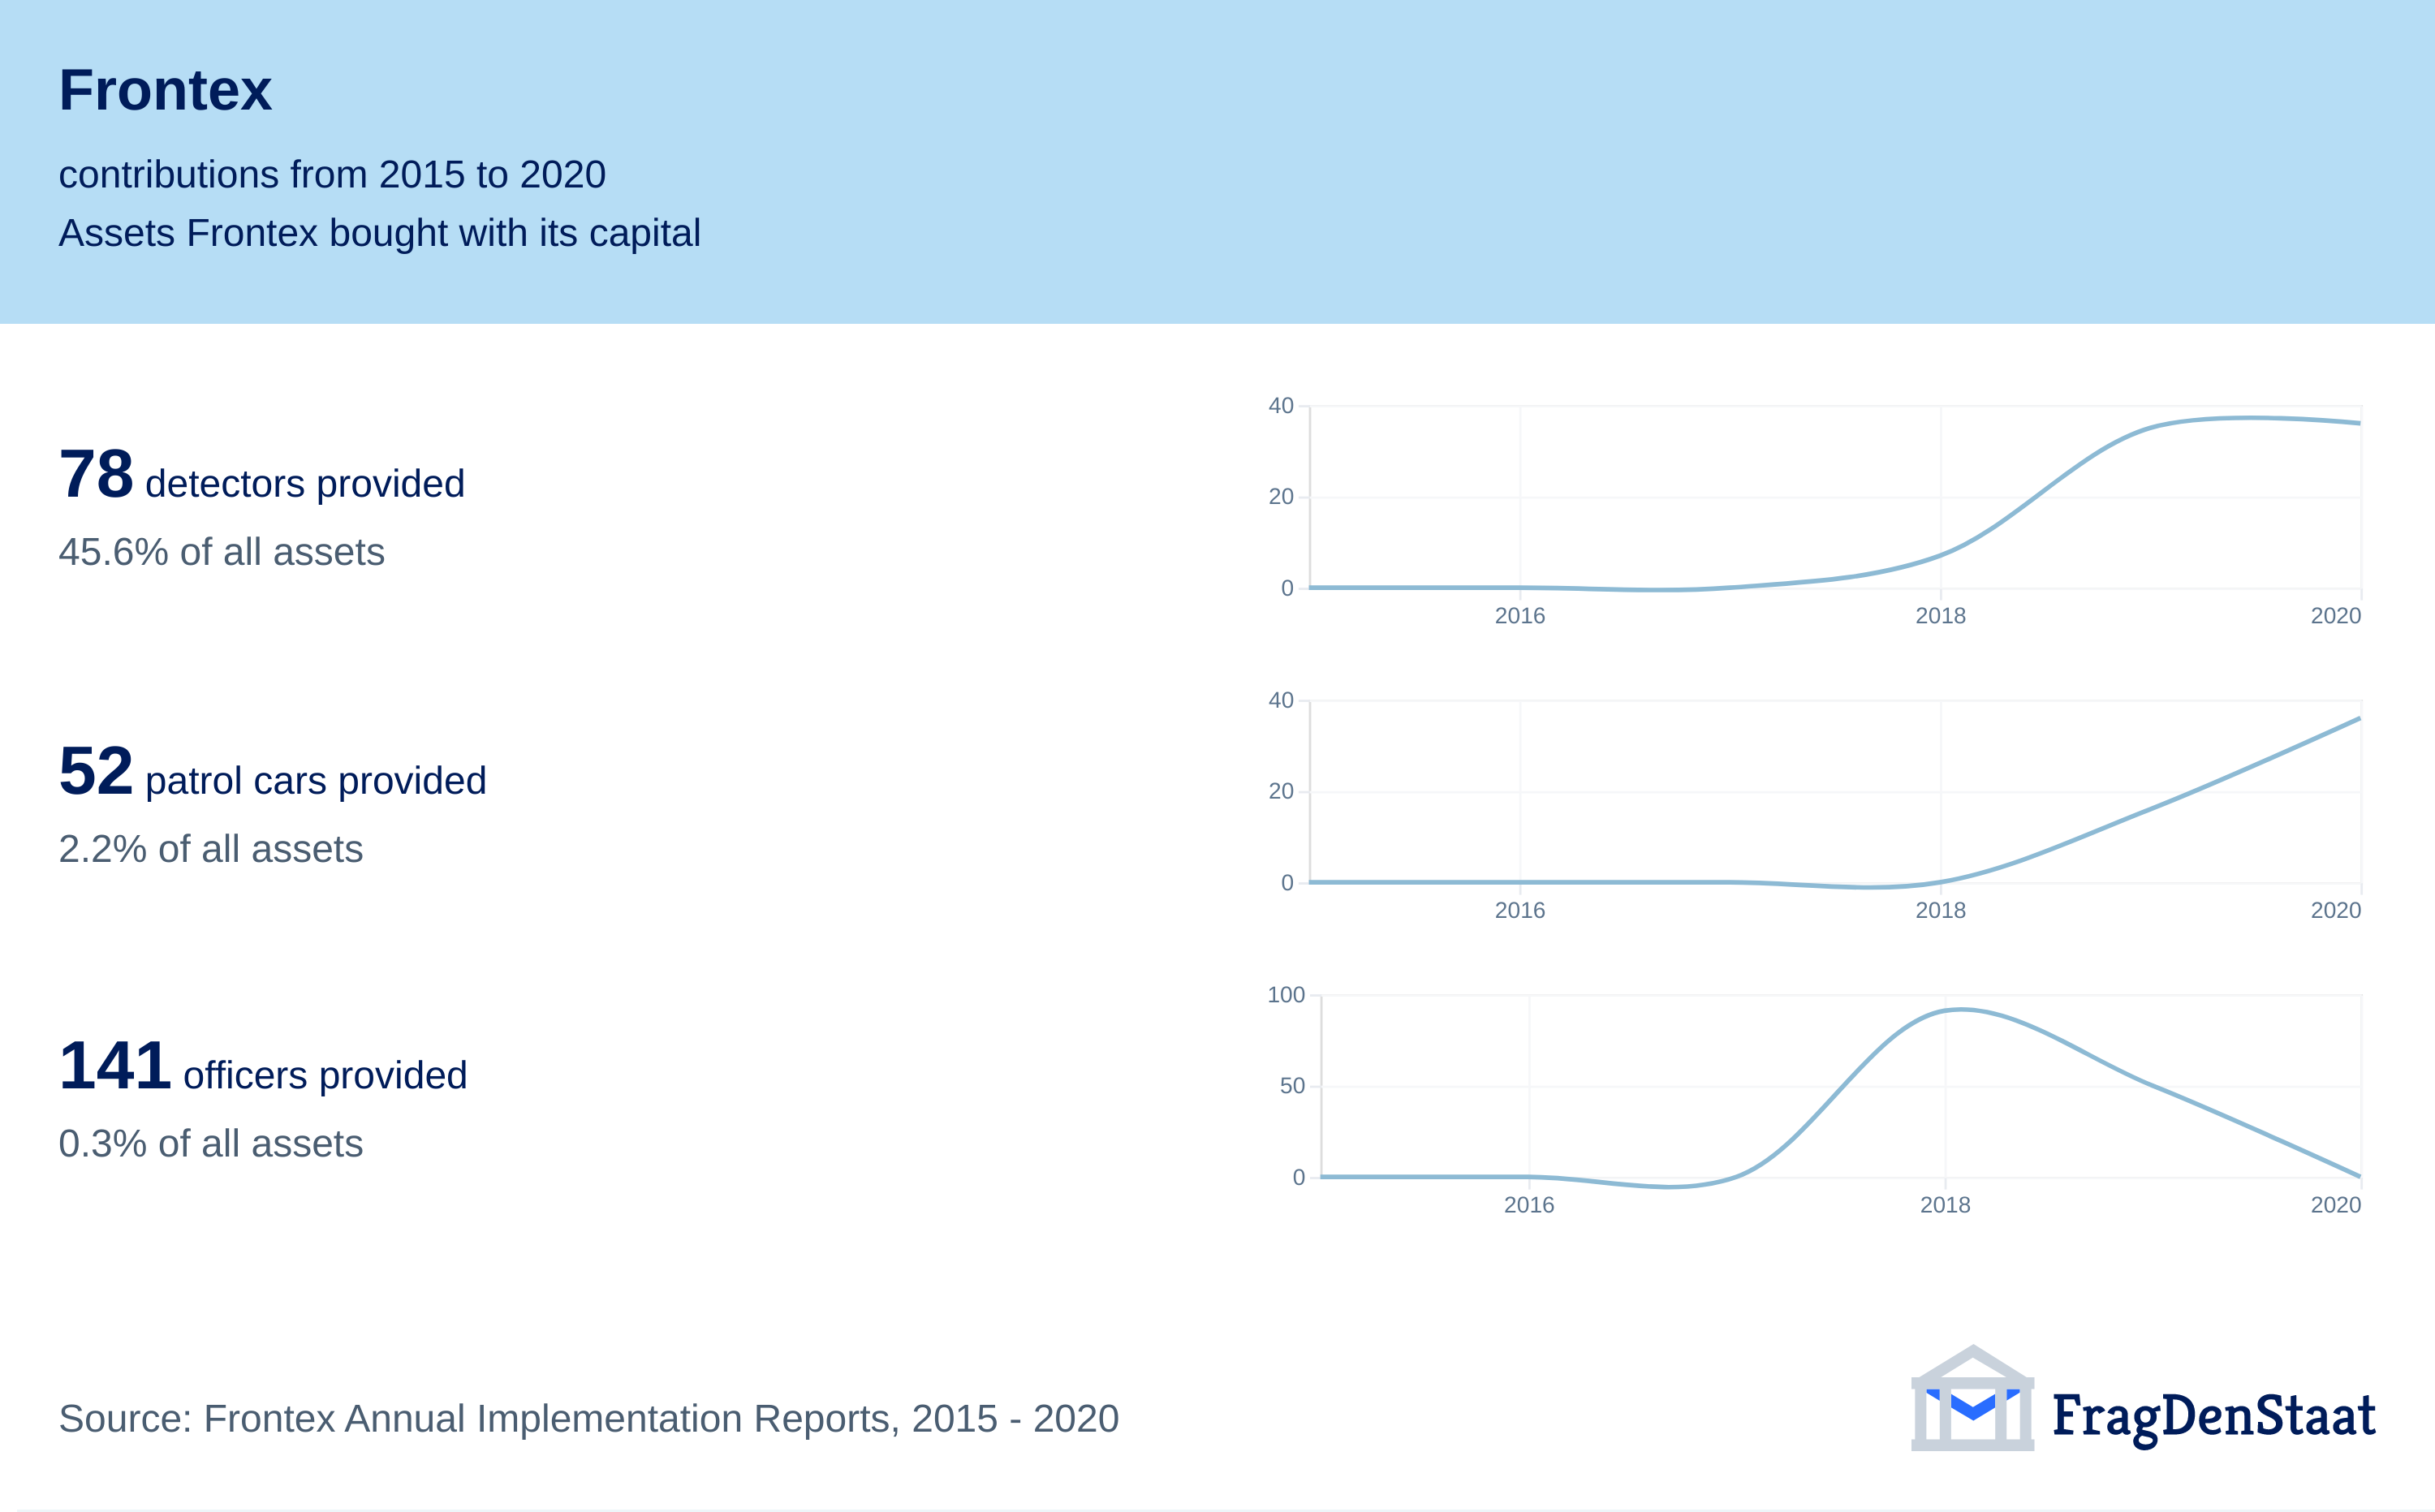 Frontex
contributions from 2015 to 2020
Assets Frontex bought with its capital
78 detectors provided
45.6% of all assets
40
20
0
2016 2018 2020
52 patrol cars provided
2.2% of all assets
40
20
0
2016 2018 2020
141 officers provided
0.3% of all assets
100
50
0
2016 2018 2020
Source: Frontex Annual Implementation Reports, 2015 - 2020
FragDenStaat